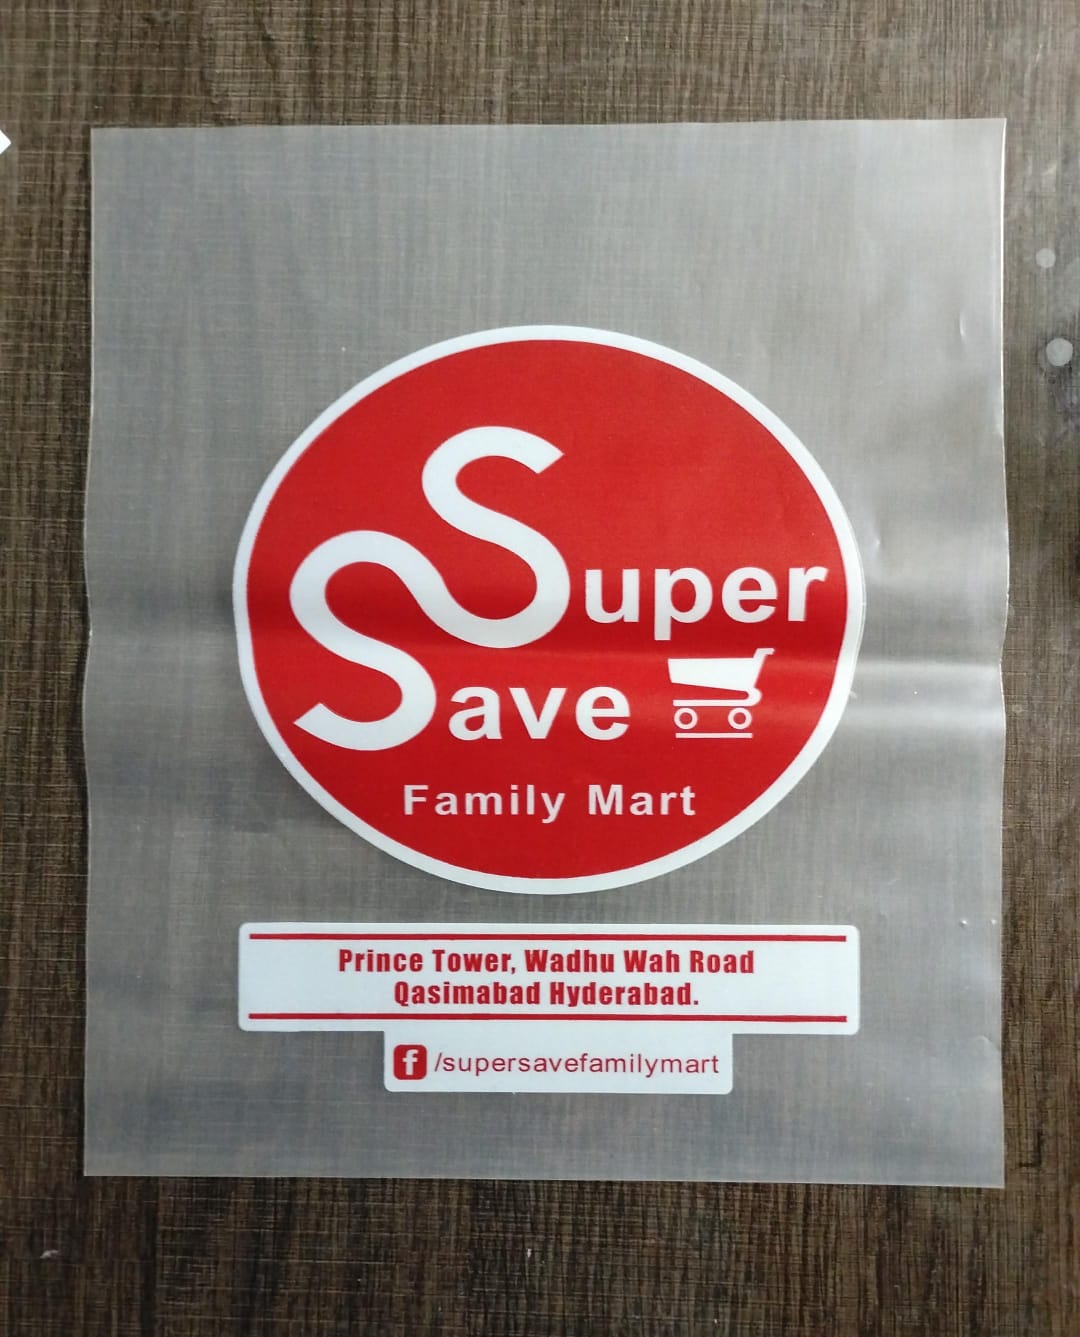 Super
Save
Family Mart
Prince Tower, Wadhu Wah Road
Qasimabad Hyderabad.
f /supersavefamilymart